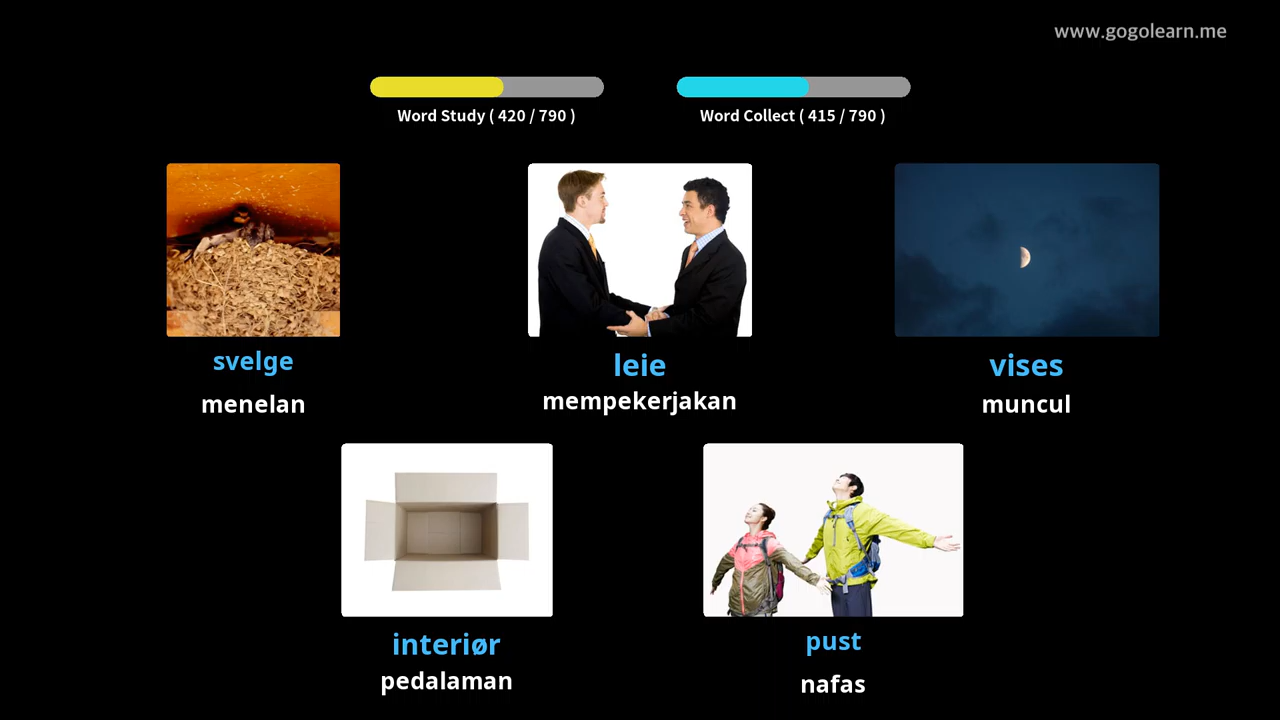 www.gogolearn.me
Word Study ( 420 / 790 )
Word Collect ( 415 / 790 )
svelge
menelan
leie
mempekerjakan
vises
muncul
interiør
pedalaman
pust
nafas